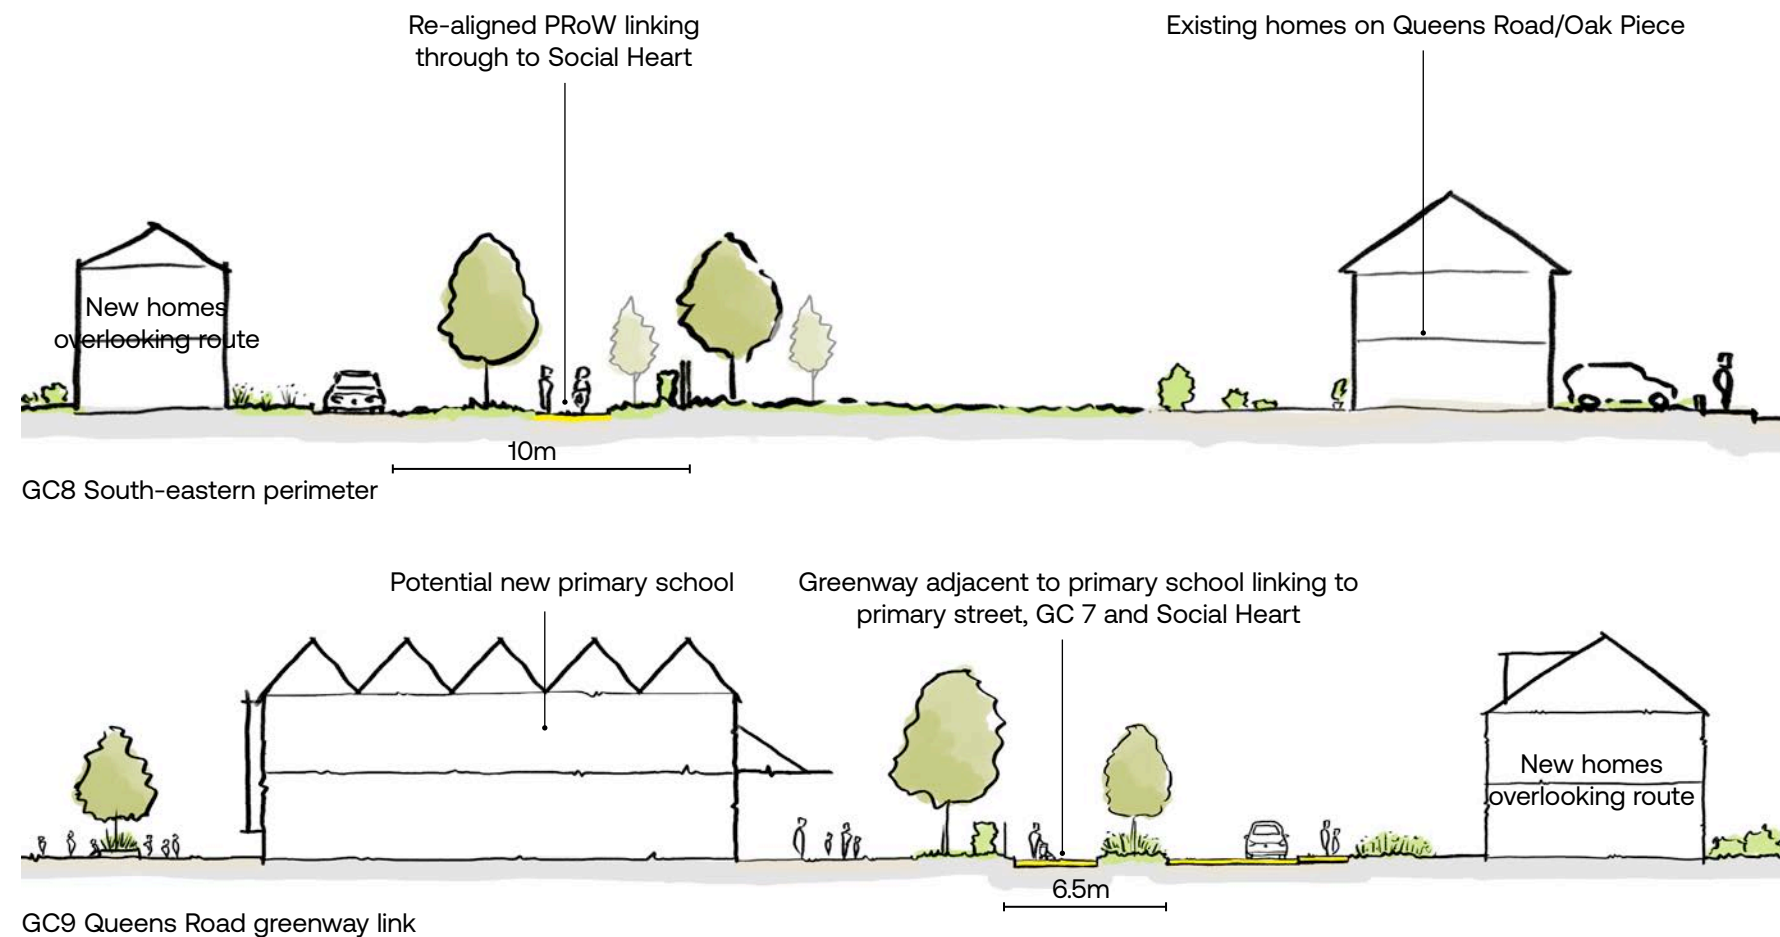 Re-aligned PRoW linking
through to Social Heart
Existing homes on Queens Road/Oak Piece
New homes
overlooking route
10m
GC8 South-eastern perimeter
Potential new primary school
Greenway adjacent to primary school linking to
primary street, GC 7 and Social Heart
New homes
overlooking route
6.5m
GC9 Queens Road greenway link